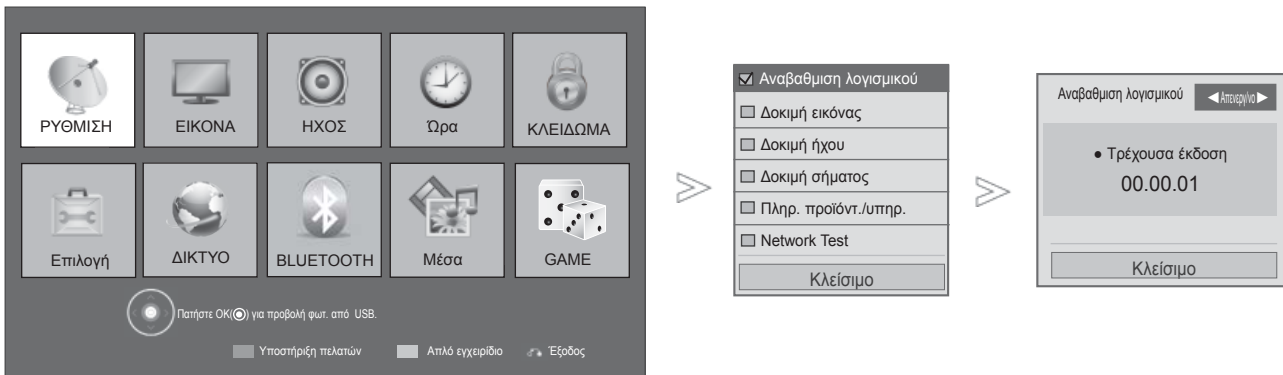 ΡΥΘΜΙΣΗ
ΕΙΚΟΝΑ
ΗΧΟΣ
Ώρα
ΚΛΕΙΔΩΜΑ
Επιλογή
ΔΙΚΤΥΟ
BLUETOOTH
Μέσα
GAME
Πατήστε OK( ) για προβολή φωτ. από USB.
Υποστήριξη πελατών
Απλό εγχειρίδιο
Έξοδος
Αναβαθμιση λογισμικού
Δοκιμή εικόνας
Δοκιμή ήχου
Δοκιμή σήματος
Πληρ. προϊόντ./υπηρ.
Network Test
Κλείσιμο
Αναβαθμιση λογισμικού ◀ Απενεργ/νο ▶
• Τρέχουσα έκδοση
00.00.01
Κλείσιμο